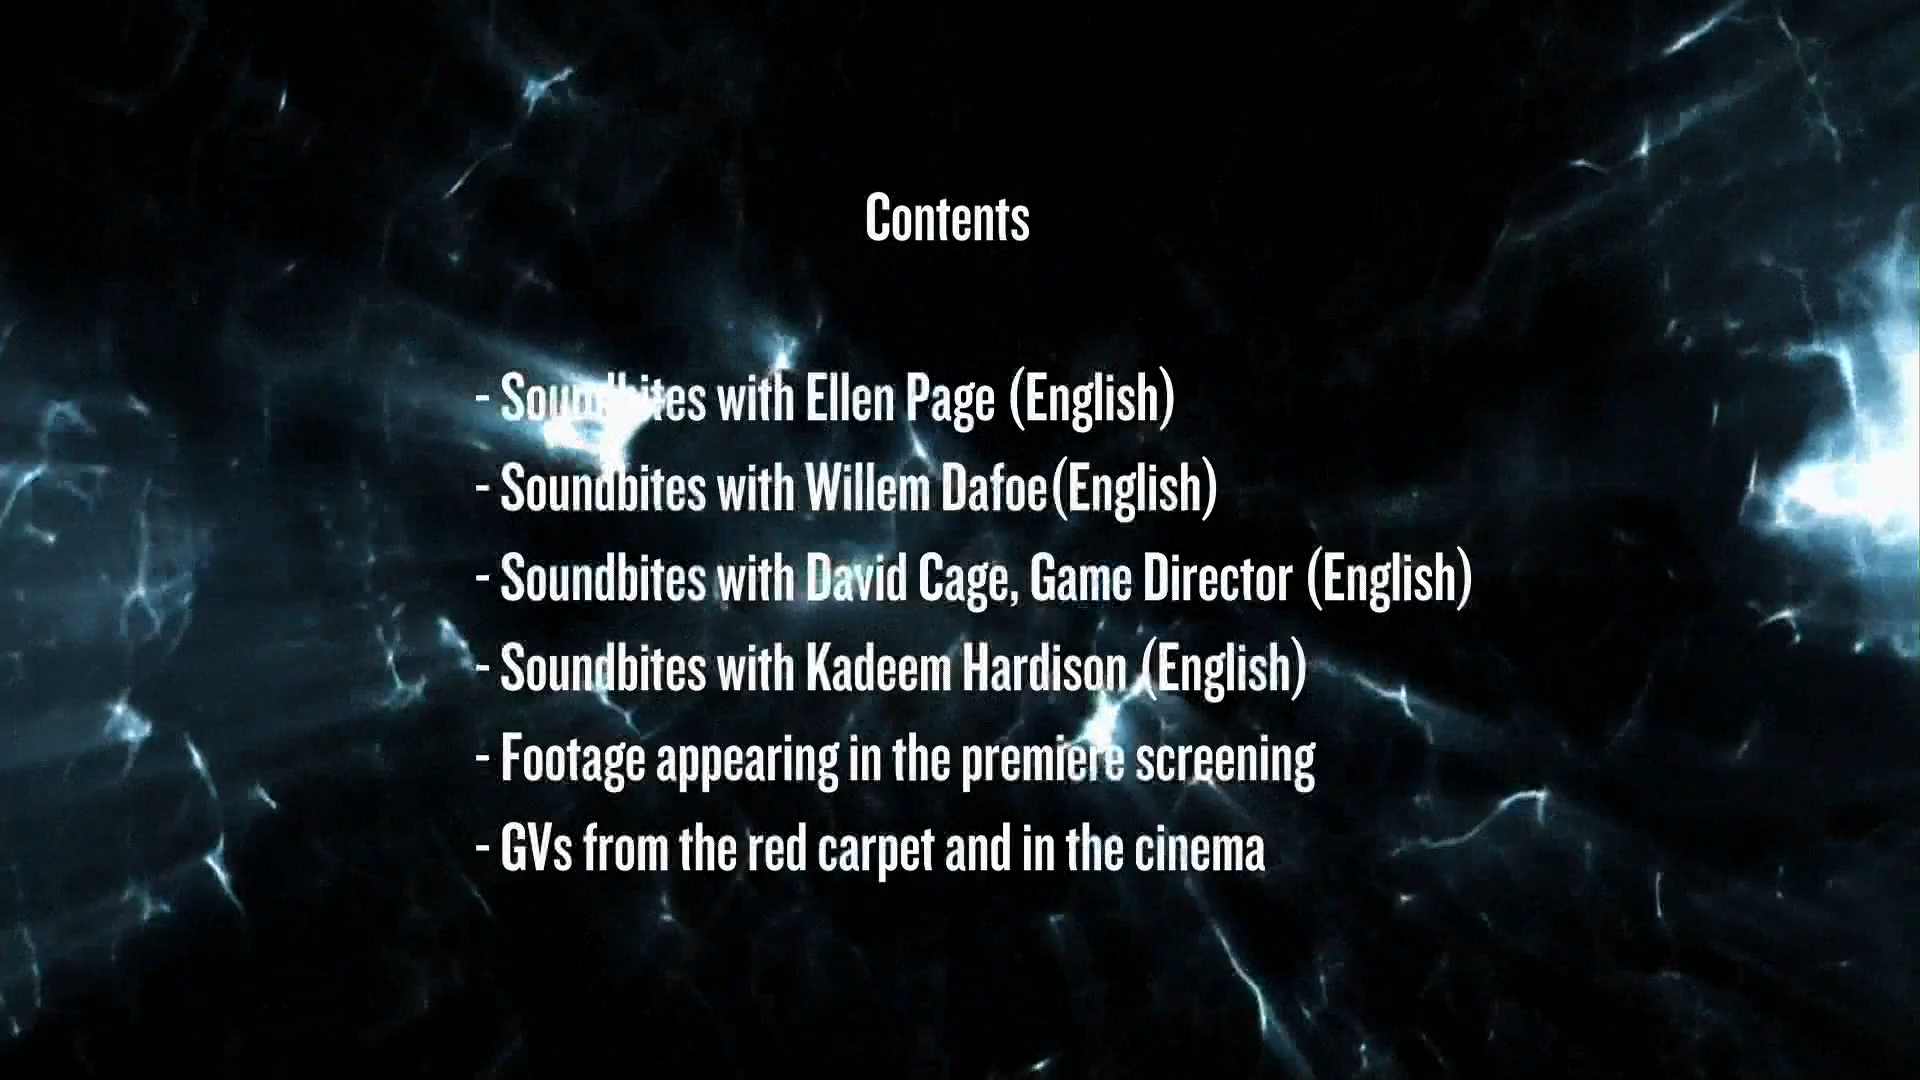 Contents
- Soundbites with Ellen Page (English)
- Soundbites with Willem Dafoe(English)
- Soundbites with David Cage, Game Director (English)
- Soundbites with Kadeem Hardison (English)
- Footage appearing in the premiere screening
- GVs from the red carpet and in the cinema